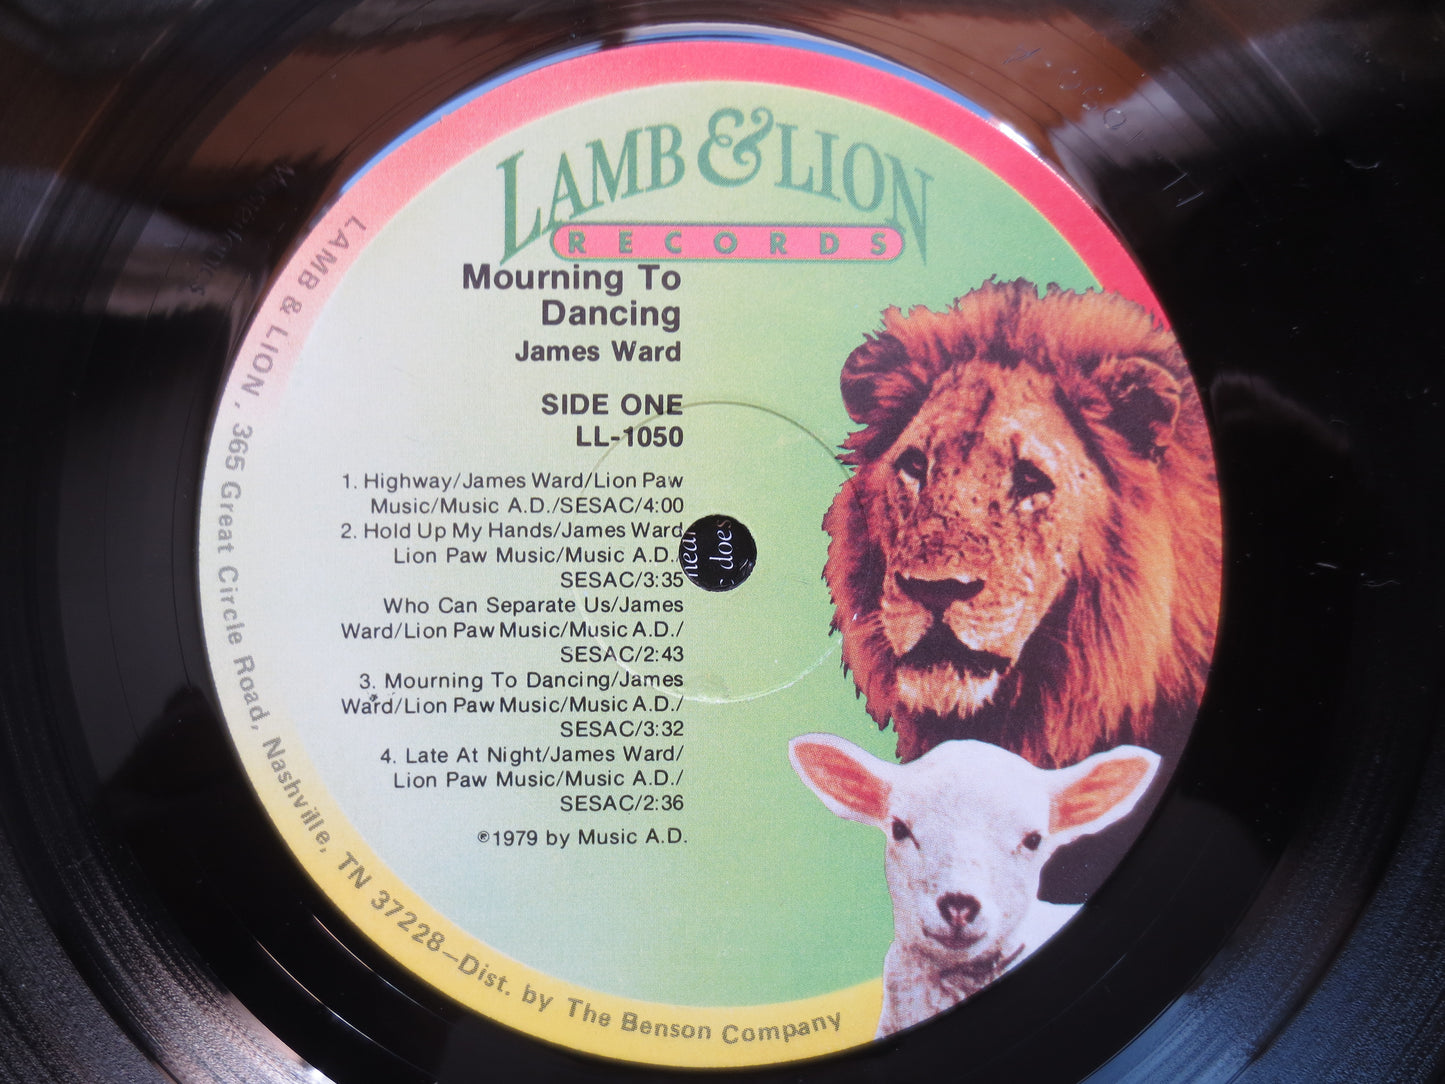 LAMB & LION
RECORDS
Mourning To
Dancing
James Ward
SIDE ONE
LL-1050
1. Highway/James Ward/Lion Paw
Music/Music A.D./SESAC/4:00
2. Hold Up My Hands/James Ward
Lion Paw Music/Music A.D./
SESAC/3:35
Who Can Separate Us/James
Ward/Lion Paw Music/Music A.D./
SESAC/2:43
3. Mourning To Dancing/James
Ward/Lion Paw Music/Music A.D./
SESAC/3:32
4. Late At Night/James Ward/
Lion Paw Music/Music A.D./
SESAC/2:36
℗1979 by Music A.D.
LAMB & LION, 365 Great Circle Road, Nashville, TN 37228—Dist. by The Benson Company
does